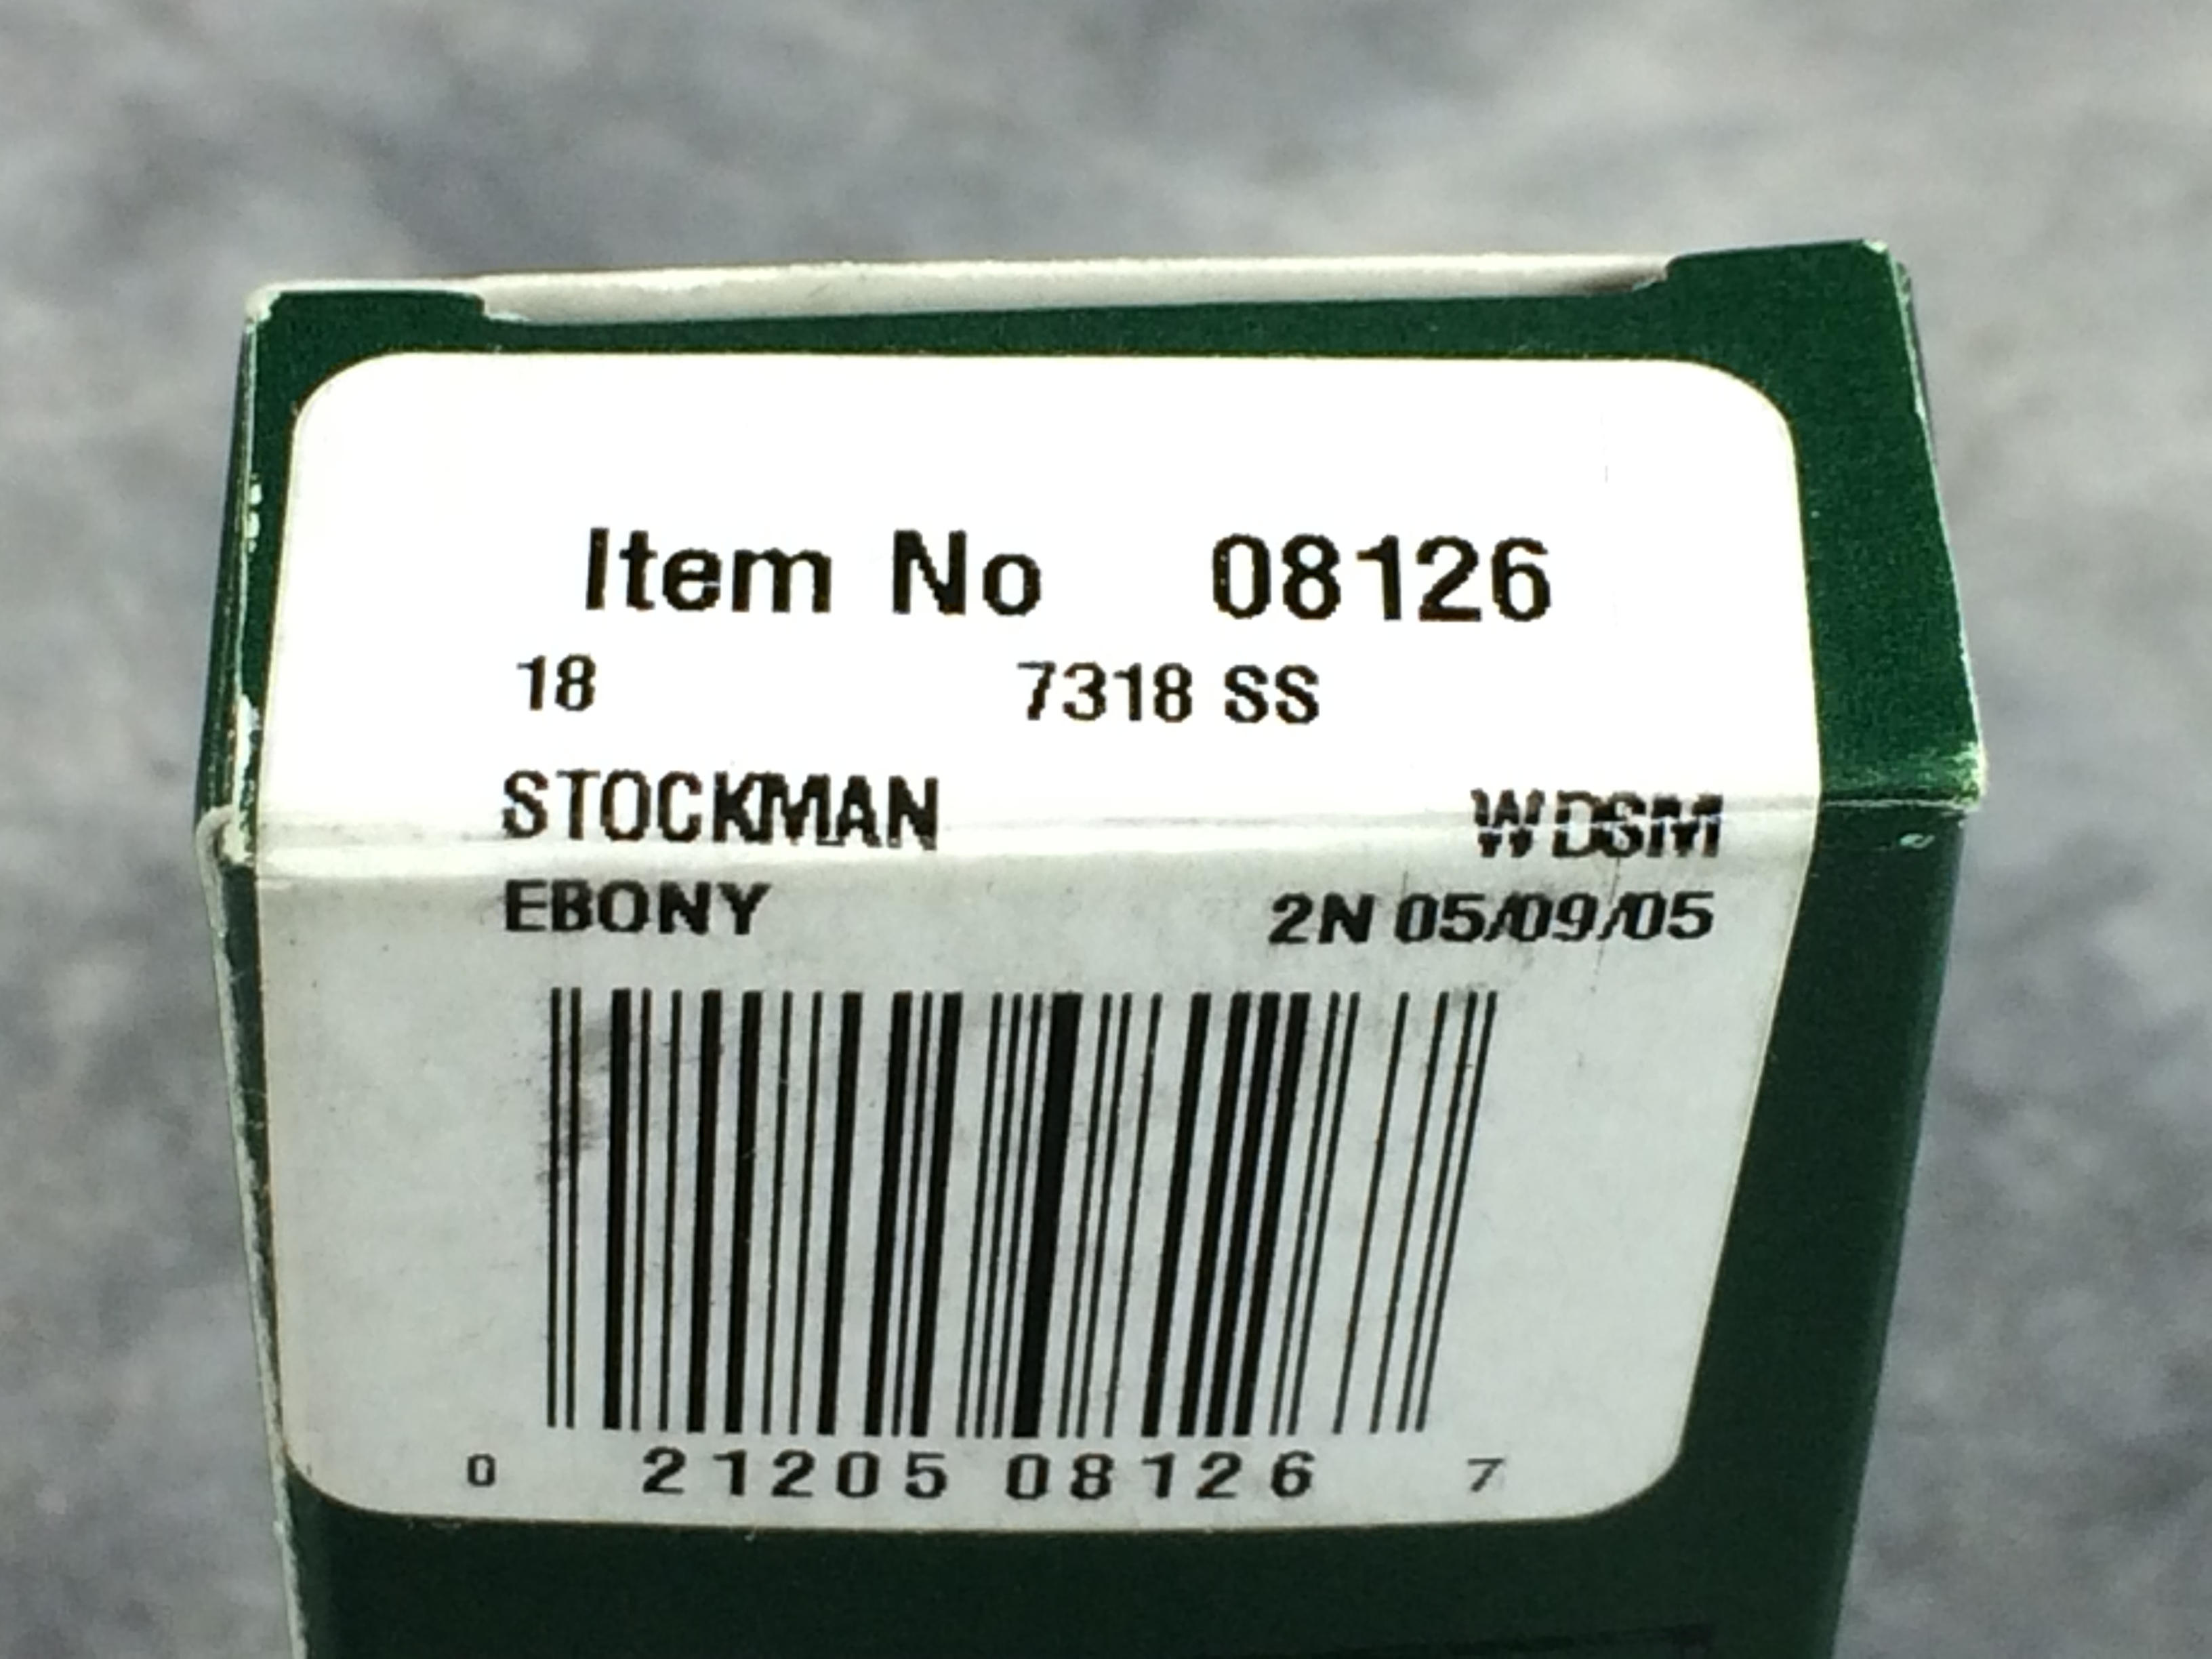 Item No 08126
18 7318 SS
STOCKMAN WDSM
EBONY 2N 05/09/05
0 21205 08126 7